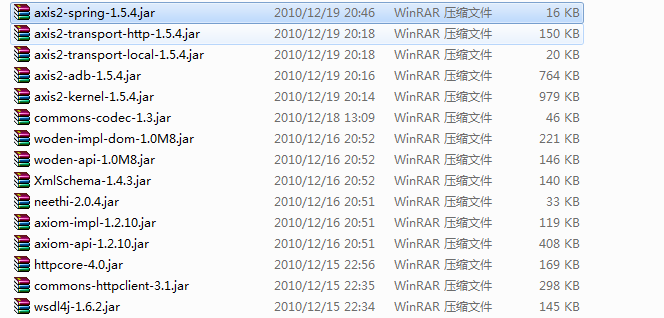 axis2-spring-1.5.4.jar 2010/12/19 20:46 WinRAR 压缩文件 16 KB
axis2-transport-http-1.5.4.jar 2010/12/19 20:18 WinRAR 压缩文件 150 KB
axis2-transport-local-1.5.4.jar 2010/12/19 20:18 WinRAR 压缩文件 20 KB
axis2-adb-1.5.4.jar 2010/12/19 20:16 WinRAR 压缩文件 764 KB
axis2-kernel-1.5.4.jar 2010/12/19 20:14 WinRAR 压缩文件 979 KB
commons-codec-1.3.jar 2010/12/18 13:09 WinRAR 压缩文件 46 KB
woden-impl-dom-1.0M8.jar 2010/12/16 20:52 WinRAR 压缩文件 221 KB
woden-api-1.0M8.jar 2010/12/16 20:52 WinRAR 压缩文件 146 KB
XmlSchema-1.4.3.jar 2010/12/16 20:52 WinRAR 压缩文件 140 KB
neethi-2.0.4.jar 2010/12/16 20:51 WinRAR 压缩文件 33 KB
axiom-impl-1.2.10.jar 2010/12/16 20:51 WinRAR 压缩文件 119 KB
axiom-api-1.2.10.jar 2010/12/16 20:51 WinRAR 压缩文件 408 KB
httpcore-4.0.jar 2010/12/15 22:56 WinRAR 压缩文件 169 KB
commons-httpclient-3.1.jar 2010/12/15 22:35 WinRAR 压缩文件 298 KB
wsdl4j-1.6.2.jar 2010/12/15 22:34 WinRAR 压缩文件 145 KB